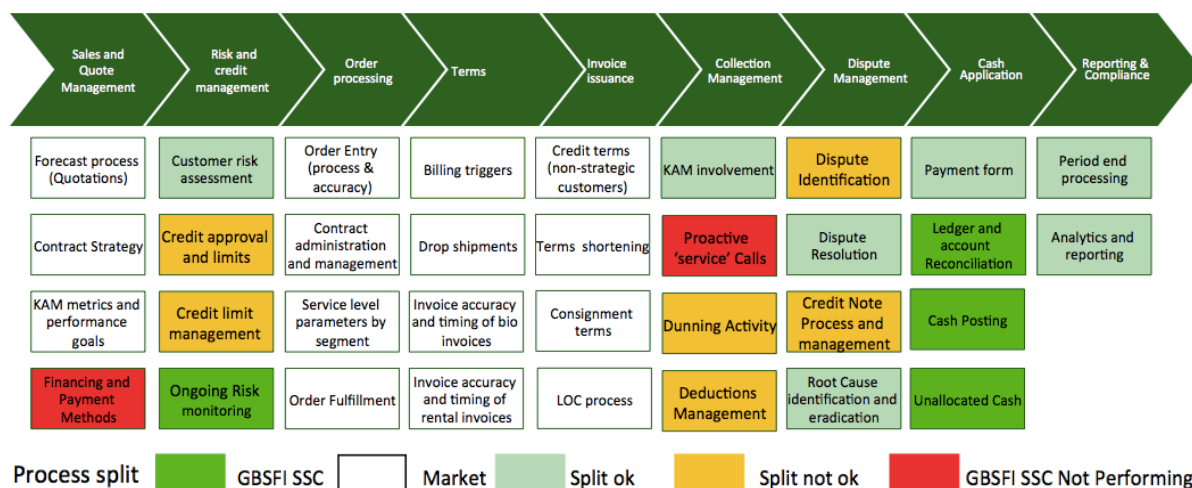 Sales and
Quote
Management
Risk and
credit
management
Order
processing
Terms
Invoice
issuance
Collection
Management
Dispute
Management
Cash
Application
Reporting &
Compliance
Forecast process
(Quotations)
Customer risk
assessment
Order Entry
(process &
accuracy)
Billing triggers
Credit terms
(non-strategic
customers)
KAM involvement
Dispute
Identification
Payment form
Period end
processing
Contract Strategy
Credit approval
and limits
Contract
administration
and management
Drop shipments
Terms shortening
Proactive
‘service’ Calls
Dispute
Resolution
Ledger and
account
Reconciliation
Analytics and
reporting
KAM metrics and
performance
goals
Credit limit
management
Service level
parameters by
segment
Invoice accuracy
and timing of bio
invoices
Consignment
terms
Dunning Activity
Credit Note
Process and
management
Cash Posting
Financing and
Payment
Methods
Ongoing Risk
monitoring
Order Fulfillment
Invoice accuracy
and timing of
rental invoices
LOC process
Deductions
Management
Root Cause
identification and
eradication
Unallocated Cash
Process split
GBSFI SSC
Market
Split ok
Split not ok
GBSFI SSC Not Performing